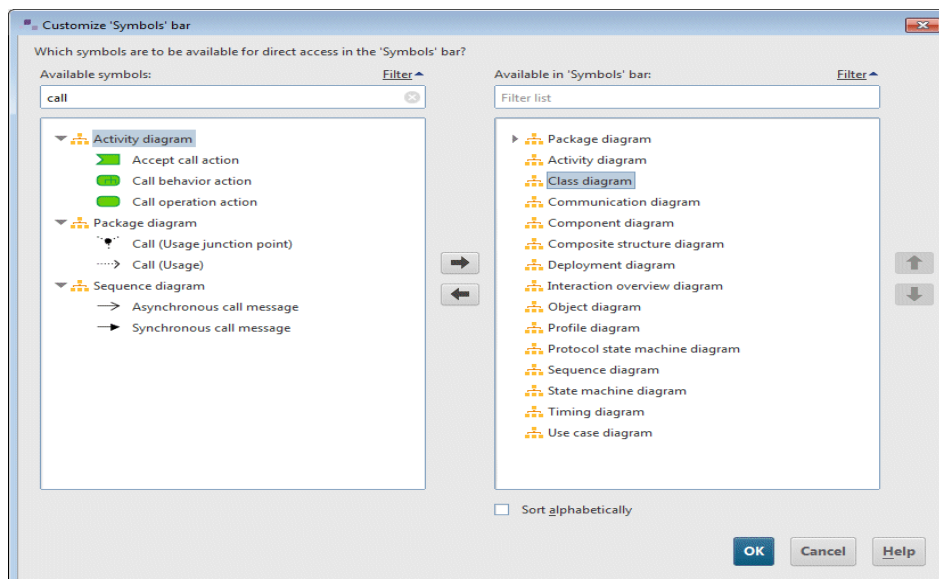 Customize 'Symbols' bar
Which symbols are to be available for direct access in the 'Symbols' bar?
Available symbols:
Filter
call
Activity diagram
Accept call action
Call behavior action
Call operation action
Package diagram
Call (Usage junction point)
Call (Usage)
Sequence diagram
Asynchronous call message
Synchronous call message
Available in 'Symbols' bar:
Filter
Filter list
Package diagram
Activity diagram
Class diagram
Communication diagram
Component diagram
Composite structure diagram
Deployment diagram
Interaction overview diagram
Object diagram
Profile diagram
Protocol state machine diagram
Sequence diagram
State machine diagram
Timing diagram
Use case diagram
Sort alphabetically
OK
Cancel
Help